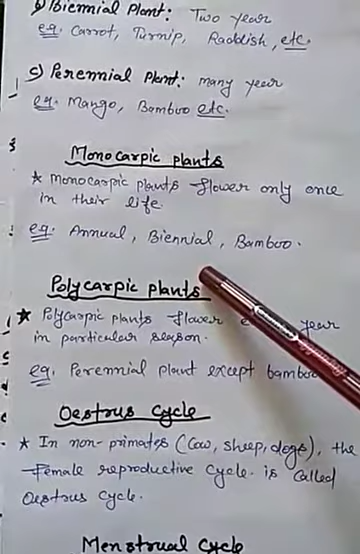 b) Biennial Plant: Two year
eg. Carrot, Turnip, Raddish, etc.
c) Perennial Plant: many year
eg. Mango, Bamboo etc.
Monocarpic plants
★ Monocarpic plants flower only once
in their life.
eg. Annual, Biennial, Bamboo.
Polycarpic plants
★ Polycarpic plants flower year
in particular season.
eg. Perennial plant except bamboo
Oestrus Cycle
★ In non-primates (Cow, sheep, dogs), the
Female reproductive cycle is called
Oestrus cycle.
Menstrual Cycle